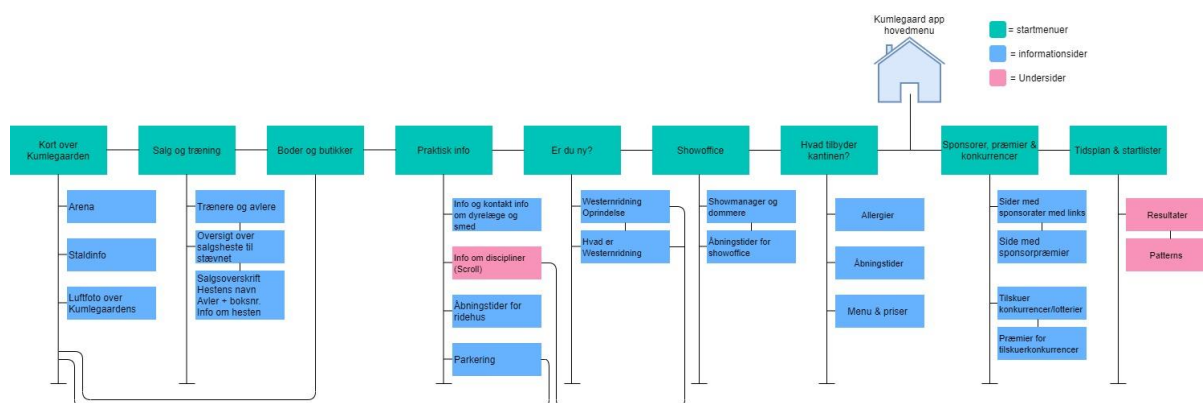 Kumlegaard app
hovedmenu
= startmenuer
= informationsider
= Undersider
Kort over
Kumlegaarden
Salg og træning
Boder og butikker
Praktisk info
Er du ny?
Showoffice
Hvad tilbyder
kantinen?
Sponsorer, præmier &
konkurrencer
Tidsplan & startlister
Arena
Staldinfo
Luftfoto over
Kumlegaardens
Trænere og avlere
Oversigt over
salgsheste til
stævnet
Salgsoverskrift
Hestens navn
Avler + boksnr.
Info om hesten
Info og kontakt info
om dyrelæge og
smed
Info om discipliner
(Scroll)
Åbningstider for
ridehus
Parkering
Westernridning
Oprindelse
Hvad er
Westernridning
Showmanager og
dommere
Åbningstider for
showoffice
Allergier
Åbningstider
Menu & priser
Sider med
sponsorater med links
Side med
sponsorpræmier
Tilskuer
konkurrencer/lotterier
Præmier for
tilskuerkonkurrencer
Resultater
Patterns